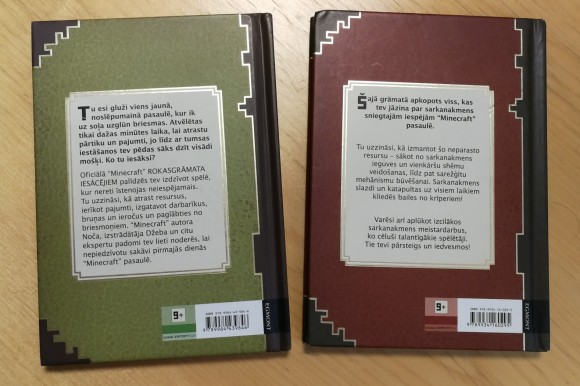 Tu esi gluži viens jaunā,
noslēpumainā pasaulē, kur ik
uz soļa uzglūn briesmas. Atvēlētas
tikai dažas minūtes laika, lai atrastu
pārtiku un pajumti, jo līdz ar tumsas
iestāšanos tev pēdas sāks dzīt visādi
mošķi. Ko tu iesāksi?
Oficiālā "Minecraft" ROKASGRĀMATA
IESĀCĒJIEM palīdzēs tev izdzīvot spēlē,
kur nereti īstenojas neiespējamais.
Tu uzzināsi, kā atrast resursus,
ierīkot pajumti, izgatavot darbarīkus,
bruņas un ieročus un paglābties no
briesmoņiem. "Minecraft" autora
Noča, izstrādātāja Džeba un citu
ekspertu padomi tev lieti noderēs, lai
nepiedzīvotu sakāvi pirmajās dienās
"Minecraft" pasaulē.
9+
EGMONT
Šajā grāmatā apkopots viss, kas
tev jāzina par sarkanakmens
sniegtajām iespējām "Minecraft"
pasaulē.
Tu uzzināsi, kā izmantot šo neparasto
resursu – sākot no sarkanakmens
ieguves un vienkāršu shēmu
veidošanas, līdz pat sarežģītu
mehānismu būvēšanai. Sarkanakmens
slazdi un katapultas uz visiem laikiem
kliedēs bailes no krīperiem!
Varēsi arī aplūkot izcilākos
sarkanakmens meistardarbus,
ko cēluši talantīgākie spēlētāji.
Tie tevi pārsteigs un iedvesmos!
9+
EGMONT